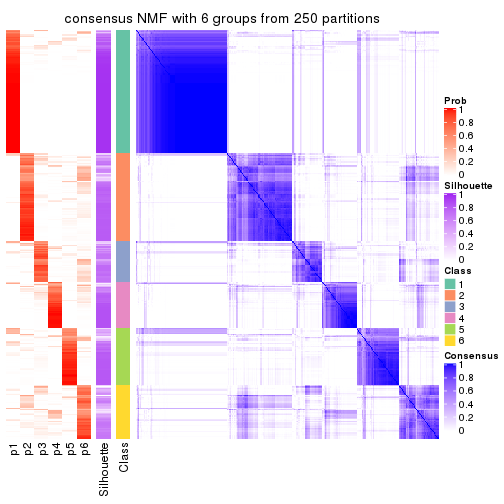 consensus NMF with 6 groups from 250 partitions
Prob
1
0.8
0.6
0.4
0.2
0
Silhouette
1
0.8
0.6
0.4
0.2
0
Class
1
2
3
4
5
6
Consensus
1
0.8
0.6
0.4
0.2
0
p1
p2
p3
p4
p5
p6
Silhouette
Class